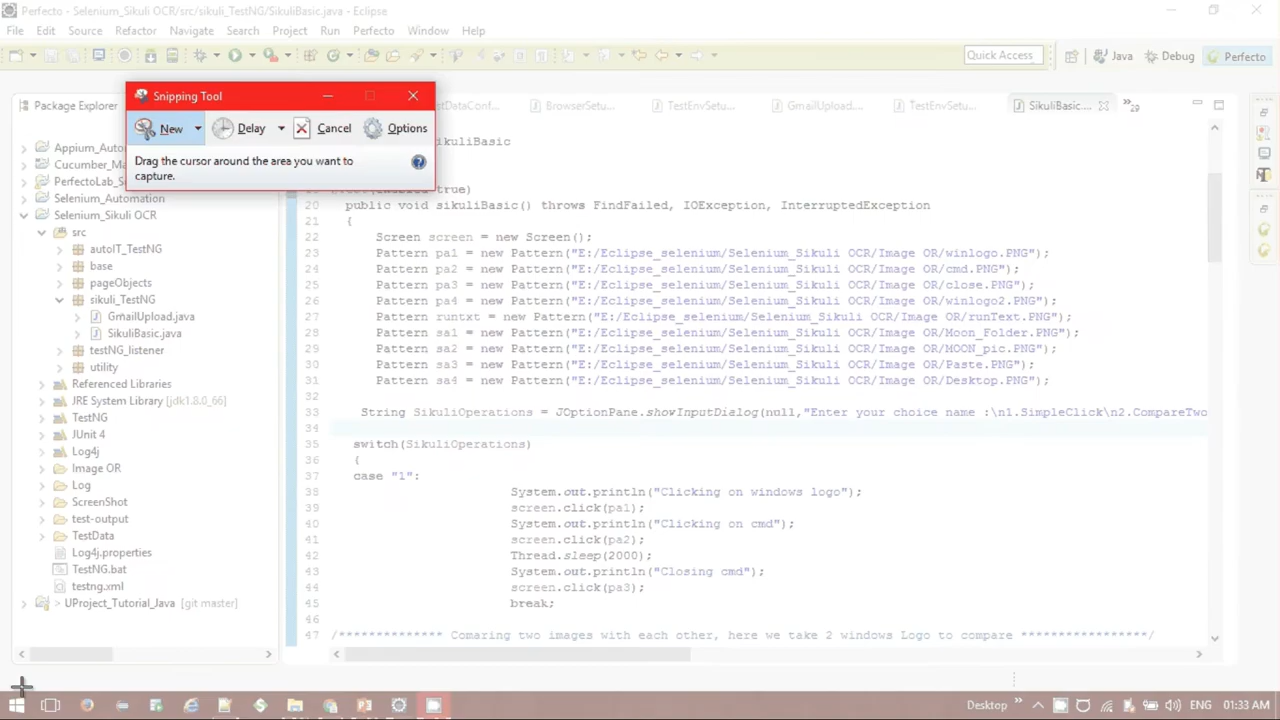 Perfecto - Selenium_Sikuli OCR/src/sikuli_TestNG/SikuliBasic.java - Eclipse
File Edit Source Refactor Navigate Search Project Run Perfecto Window Help
Quick Access Java Debug Perfecto
Snipping Tool
New Delay Cancel Options
Drag the cursor around the area you want to
capture.
Package Explorer
BrowserSetu...
TestEnvSetu...
GmailUpload....
TestEnvSetu...
SikuliBasic....
29
Cucumber_Ma
Selenium_Automation
Selenium_Sikuli OCR
src
autoIT_TestNG
base
pageObjects
sikuli_TestNG
GmailUpload.java
SikuliBasic.java
testNG_listener
utility
Referenced Libraries
JRE System Library [jdk1.8.0_66]
TestNG
JUnit 4
Log4j
Image OR
Log
ScreenShot
test-output
TestData
Log4j.properties
TestNG.bat
testng.xml
> UProject_Tutorial_Java [git master]
sikuliBasic
20 public void sikuliBasic() throws FindFailed, IOException, InterruptedException
21 {
22 Screen screen = new Screen();
23 Pattern pa1 = new Pattern("E:/Eclipse_selenium/Selenium_Sikuli OCR/Image OR/winlogo.PNG");
24 Pattern pa2 = new Pattern("E:/Eclipse_selenium/Selenium_Sikuli OCR/Image OR/cmd.PNG");
25 Pattern pa3 = new Pattern("E:/Eclipse_selenium/Selenium_Sikuli OCR/Image OR/close.PNG");
26 Pattern pa4 = new Pattern("E:/Eclipse_selenium/Selenium_Sikuli OCR/Image OR/winlogo2.PNG");
27 Pattern runtxt = new Pattern("E:/Eclipse_selenium/Selenium_Sikuli OCR/Image OR/runText.PNG");
28 Pattern sa1 = new Pattern("E:/Eclipse_selenium/Selenium_Sikuli OCR/Image OR/Moon_Folder.PNG");
29 Pattern sa2 = new Pattern("E:/Eclipse_selenium/Selenium_Sikuli OCR/Image OR/MOON_pic.PNG");
30 Pattern sa3 = new Pattern("E:/Eclipse_selenium/Selenium_Sikuli OCR/Image OR/Paste.PNG");
31 Pattern sa4 = new Pattern("E:/Eclipse_selenium/Selenium_Sikuli OCR/Image OR/Desktop.PNG");
32
33 String SikuliOperations = JOptionPane.showInputDialog(null,"Enter your choice name :\n1.SimpleClick\n2.CompareTwo
34
35 switch(SikuliOperations)
36 {
37 case "1":
38 System.out.println("Clicking on windows logo");
39 screen.click(pa1);
40 System.out.println("Clicking on cmd");
41 screen.click(pa2);
42 Thread.sleep(2000);
43 System.out.println("Closing cmd");
44 screen.click(pa3);
45 break;
46
47 /************** Comaring two images with each other, here we take 2 windows Logo to compare *****************/
Desktop ENG 01:33 AM